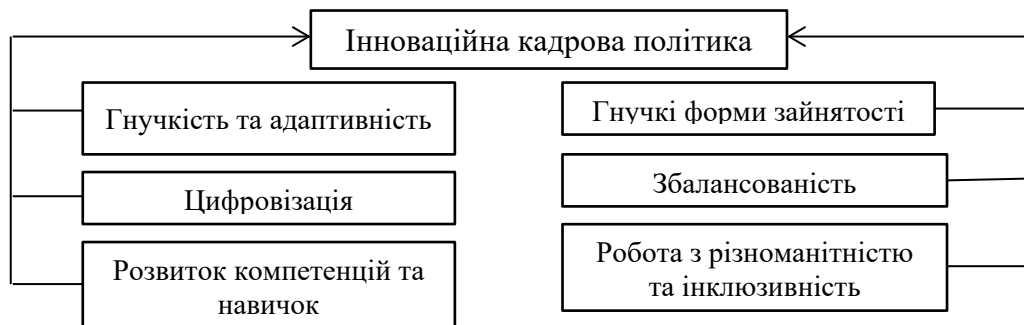 Інноваційна кадрова політика
Гнучкість та адаптивність
Цифровізація
Розвиток компетенцій та
навичок
Гнучкі форми зайнятості
Збалансованість
Робота з різноманітністю
та інклюзивність